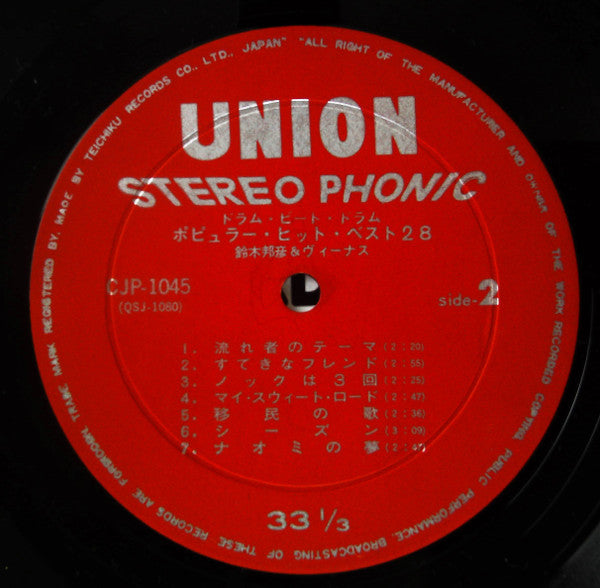 TRADE MARK REGISTERED BY, MADE BY TEICHIKU RECORDS CO., LTD., JAPAN" "ALL RIGHT OF THE MANUFACTURER AND OWNER OF THE WORK RECORDED
COPYING, PUBLIC PERFORMANCE, BROADCASTING OF THESE RECORDS ARE FORBIDDEN,
UNION
STEREO PHONIC
ドラム・ビート・ドラム
ポピュラー・ヒット・ベスト28
鈴木邦彦&ヴィーナス
CJP-1045
(QSJ-1080)
side-2
1. 流れ者のテーマ(2:20)
2. すてきなフレンド(2:55)
3. ノックは3回(2:25)
4. マイ・スウィート・ロード(2:47)
5. 移民の歌(2:36)
6. シーズン(3:09)
7. ナオミの夢
33 1/3